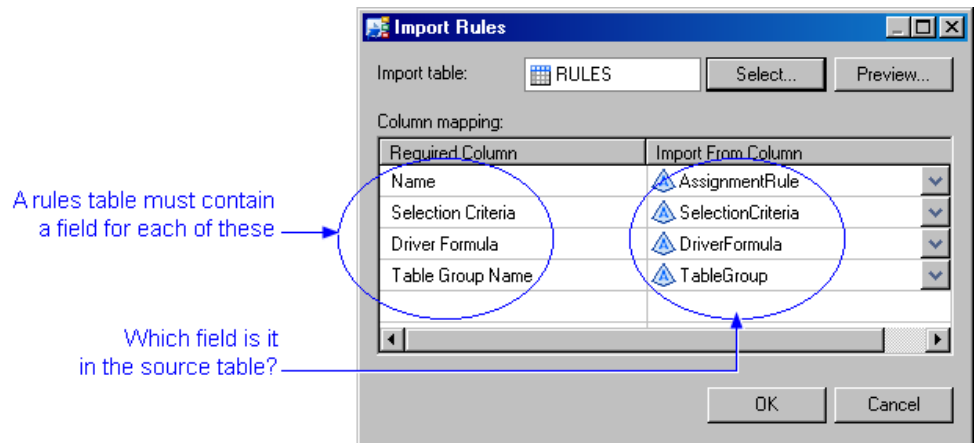 Import Rules
Import table: RULES Select... Preview...
Column mapping:
Required Column Import From Column
Name AssignmentRule
Selection Criteria SelectionCriteria
Driver Formula DriverFormula
Table Group Name TableGroup
A rules table must contain
a field for each of these
Which field is it
in the source table?
OK Cancel